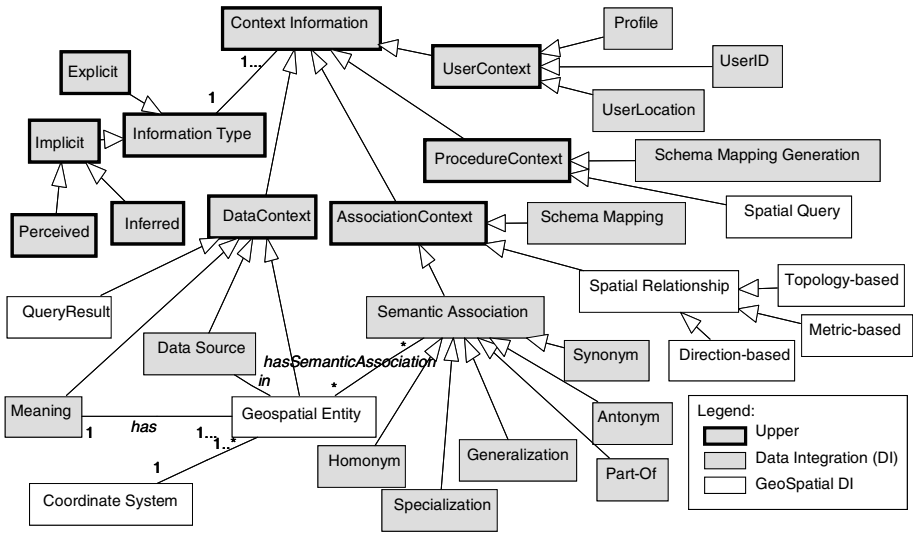 Context Information
Profile
UserContext
UserID
UserLocation
Explicit
1...
1
Information Type
Implicit
Perceived
Inferred
ProcedureContext
Schema Mapping Generation
Spatial Query
DataContext
AssociationContext
Schema Mapping
Spatial Relationship
Topology-based
Metric-based
Direction-based
QueryResult
Data Source
Semantic Association
*
hasSemanticAssociation
*
in
Synonym
Meaning
1
has
1...
Geospatial Entity
1..*
1
Coordinate System
Homonym
Specialization
Generalization
Antonym
Part-Of
Legend:
Upper
Data Integration (DI)
GeoSpatial DI